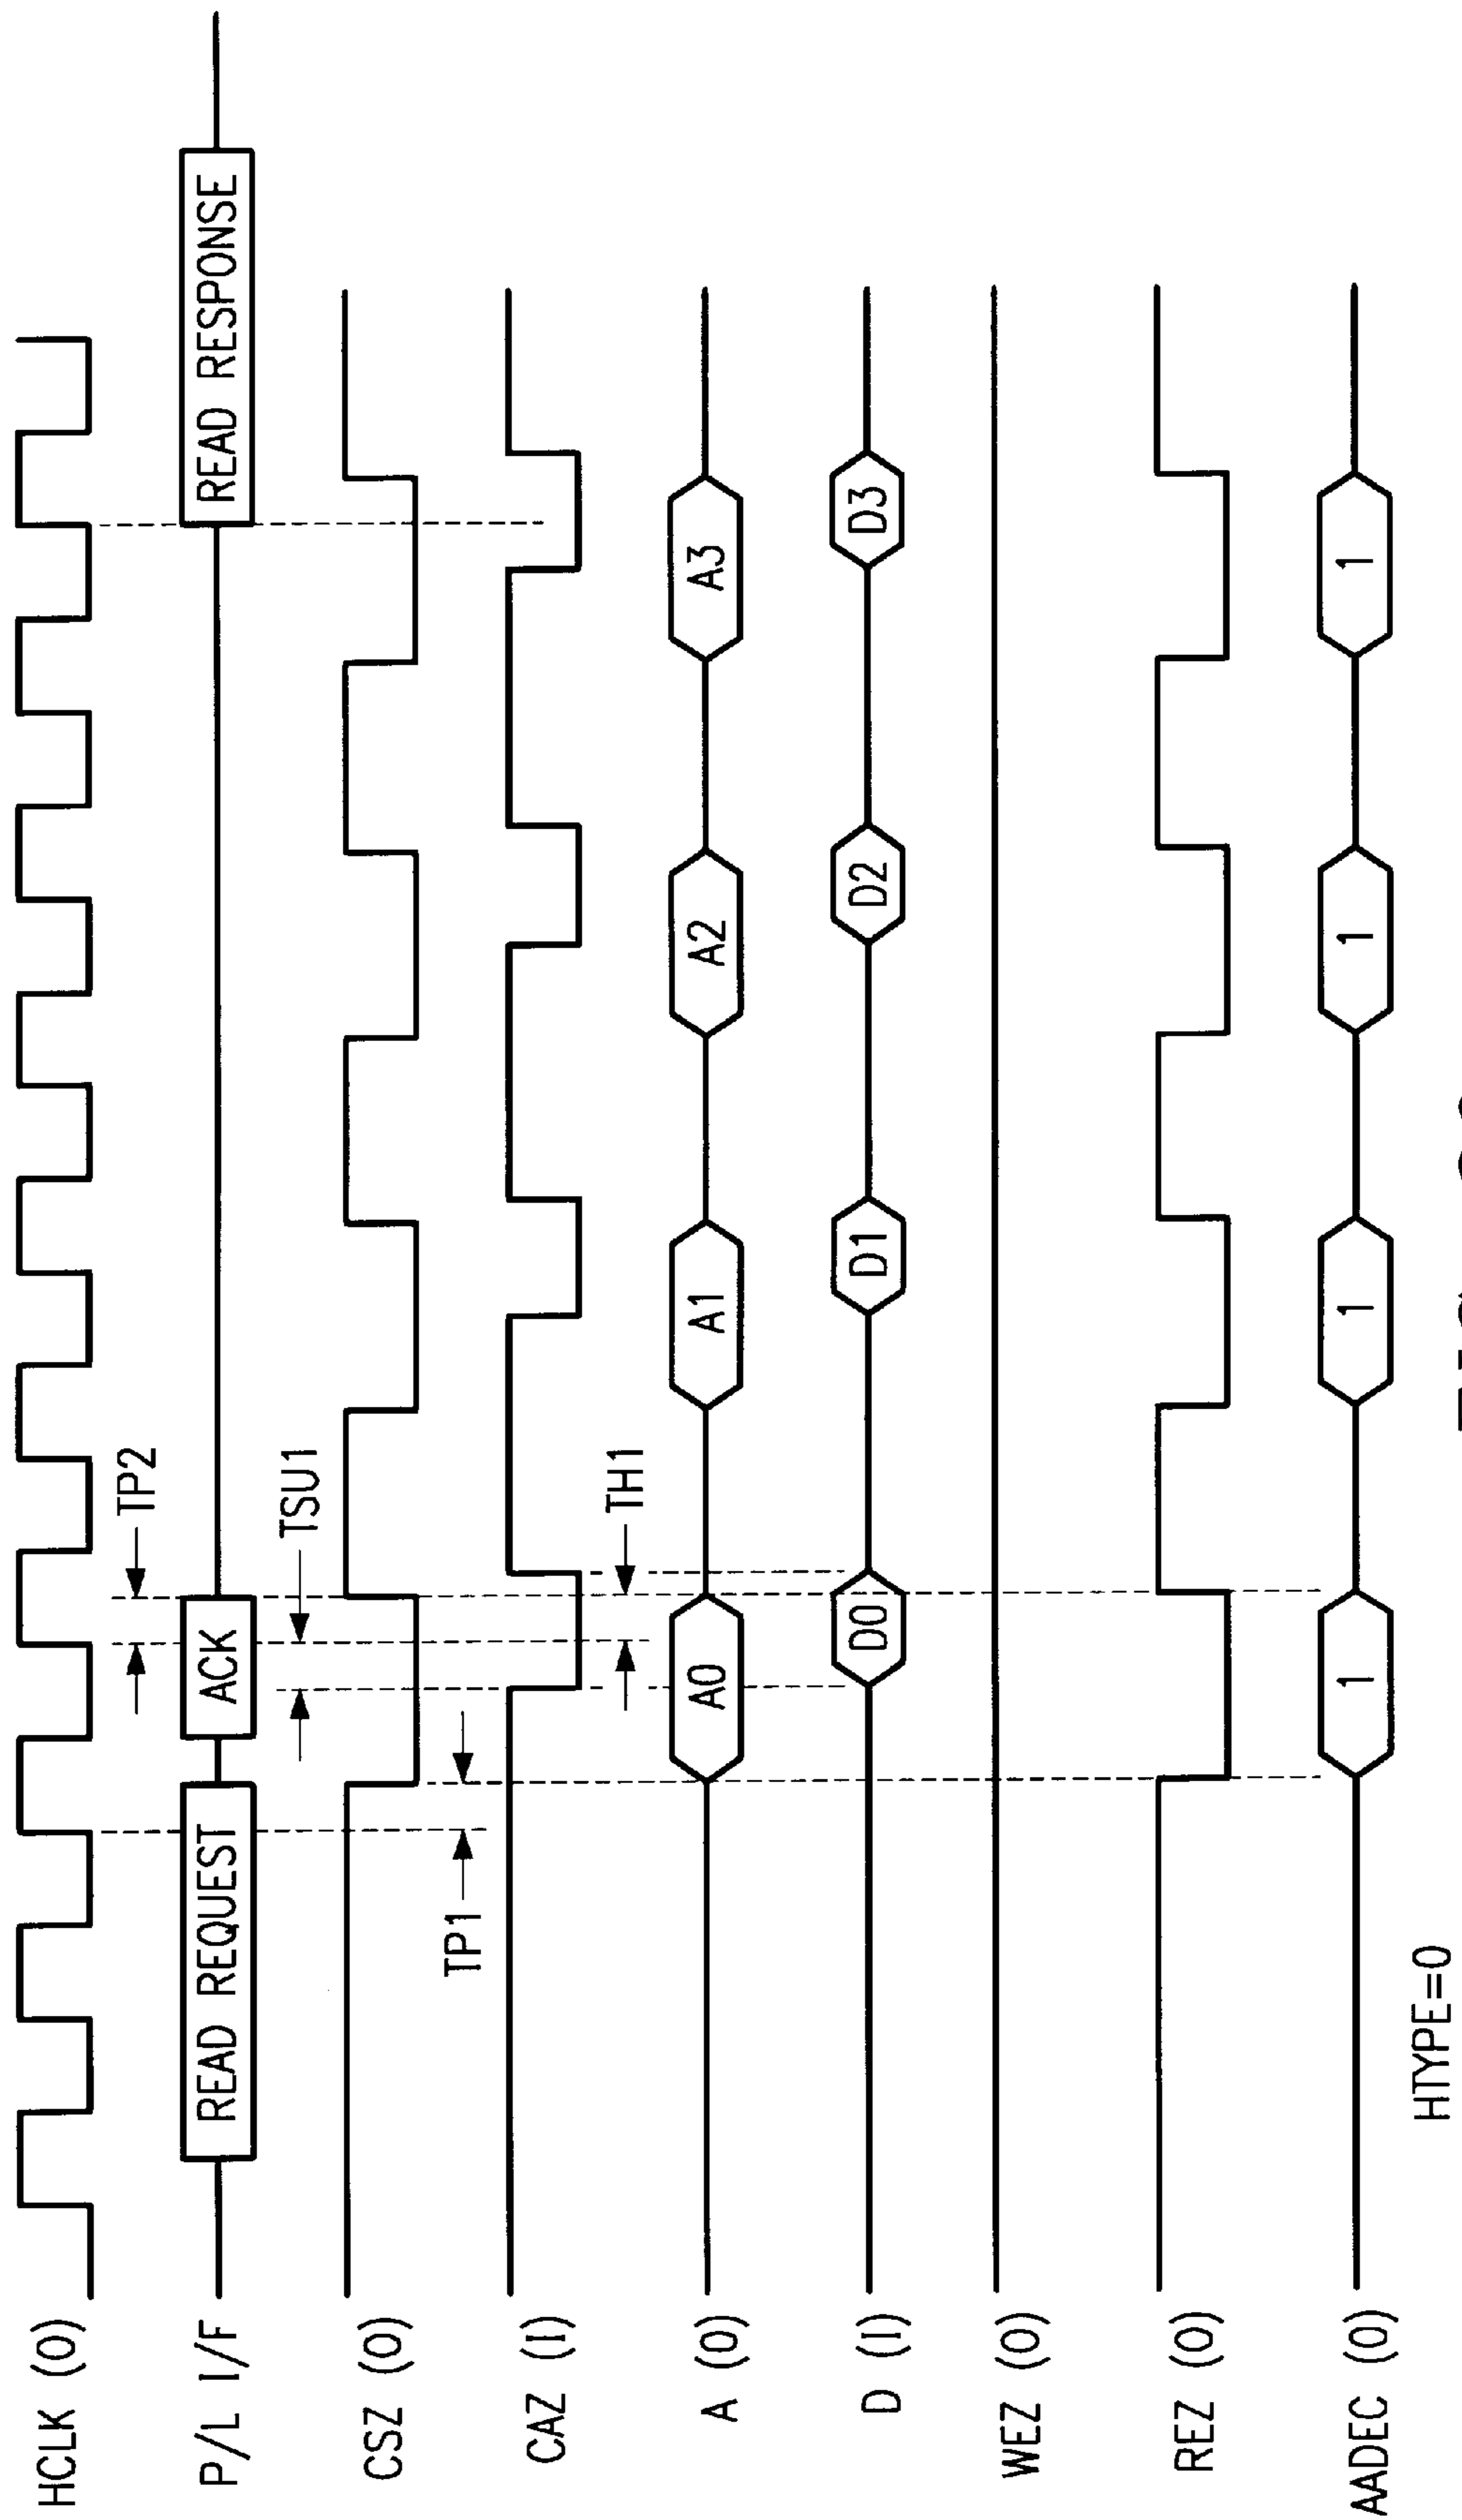 HCLK (O)
P/L I/F
READ REQUEST
ACK
READ RESPONSE
TP2
CSZ (O)
TSU1
TP1
CAZ (I)
TH1
A (O)
A0
A1
A2
A3
D (I)
D0
D1
D2
D3
WEZ (O)
REZ (O)
AADEC (O)
1
1
1
1
HTYPE=0